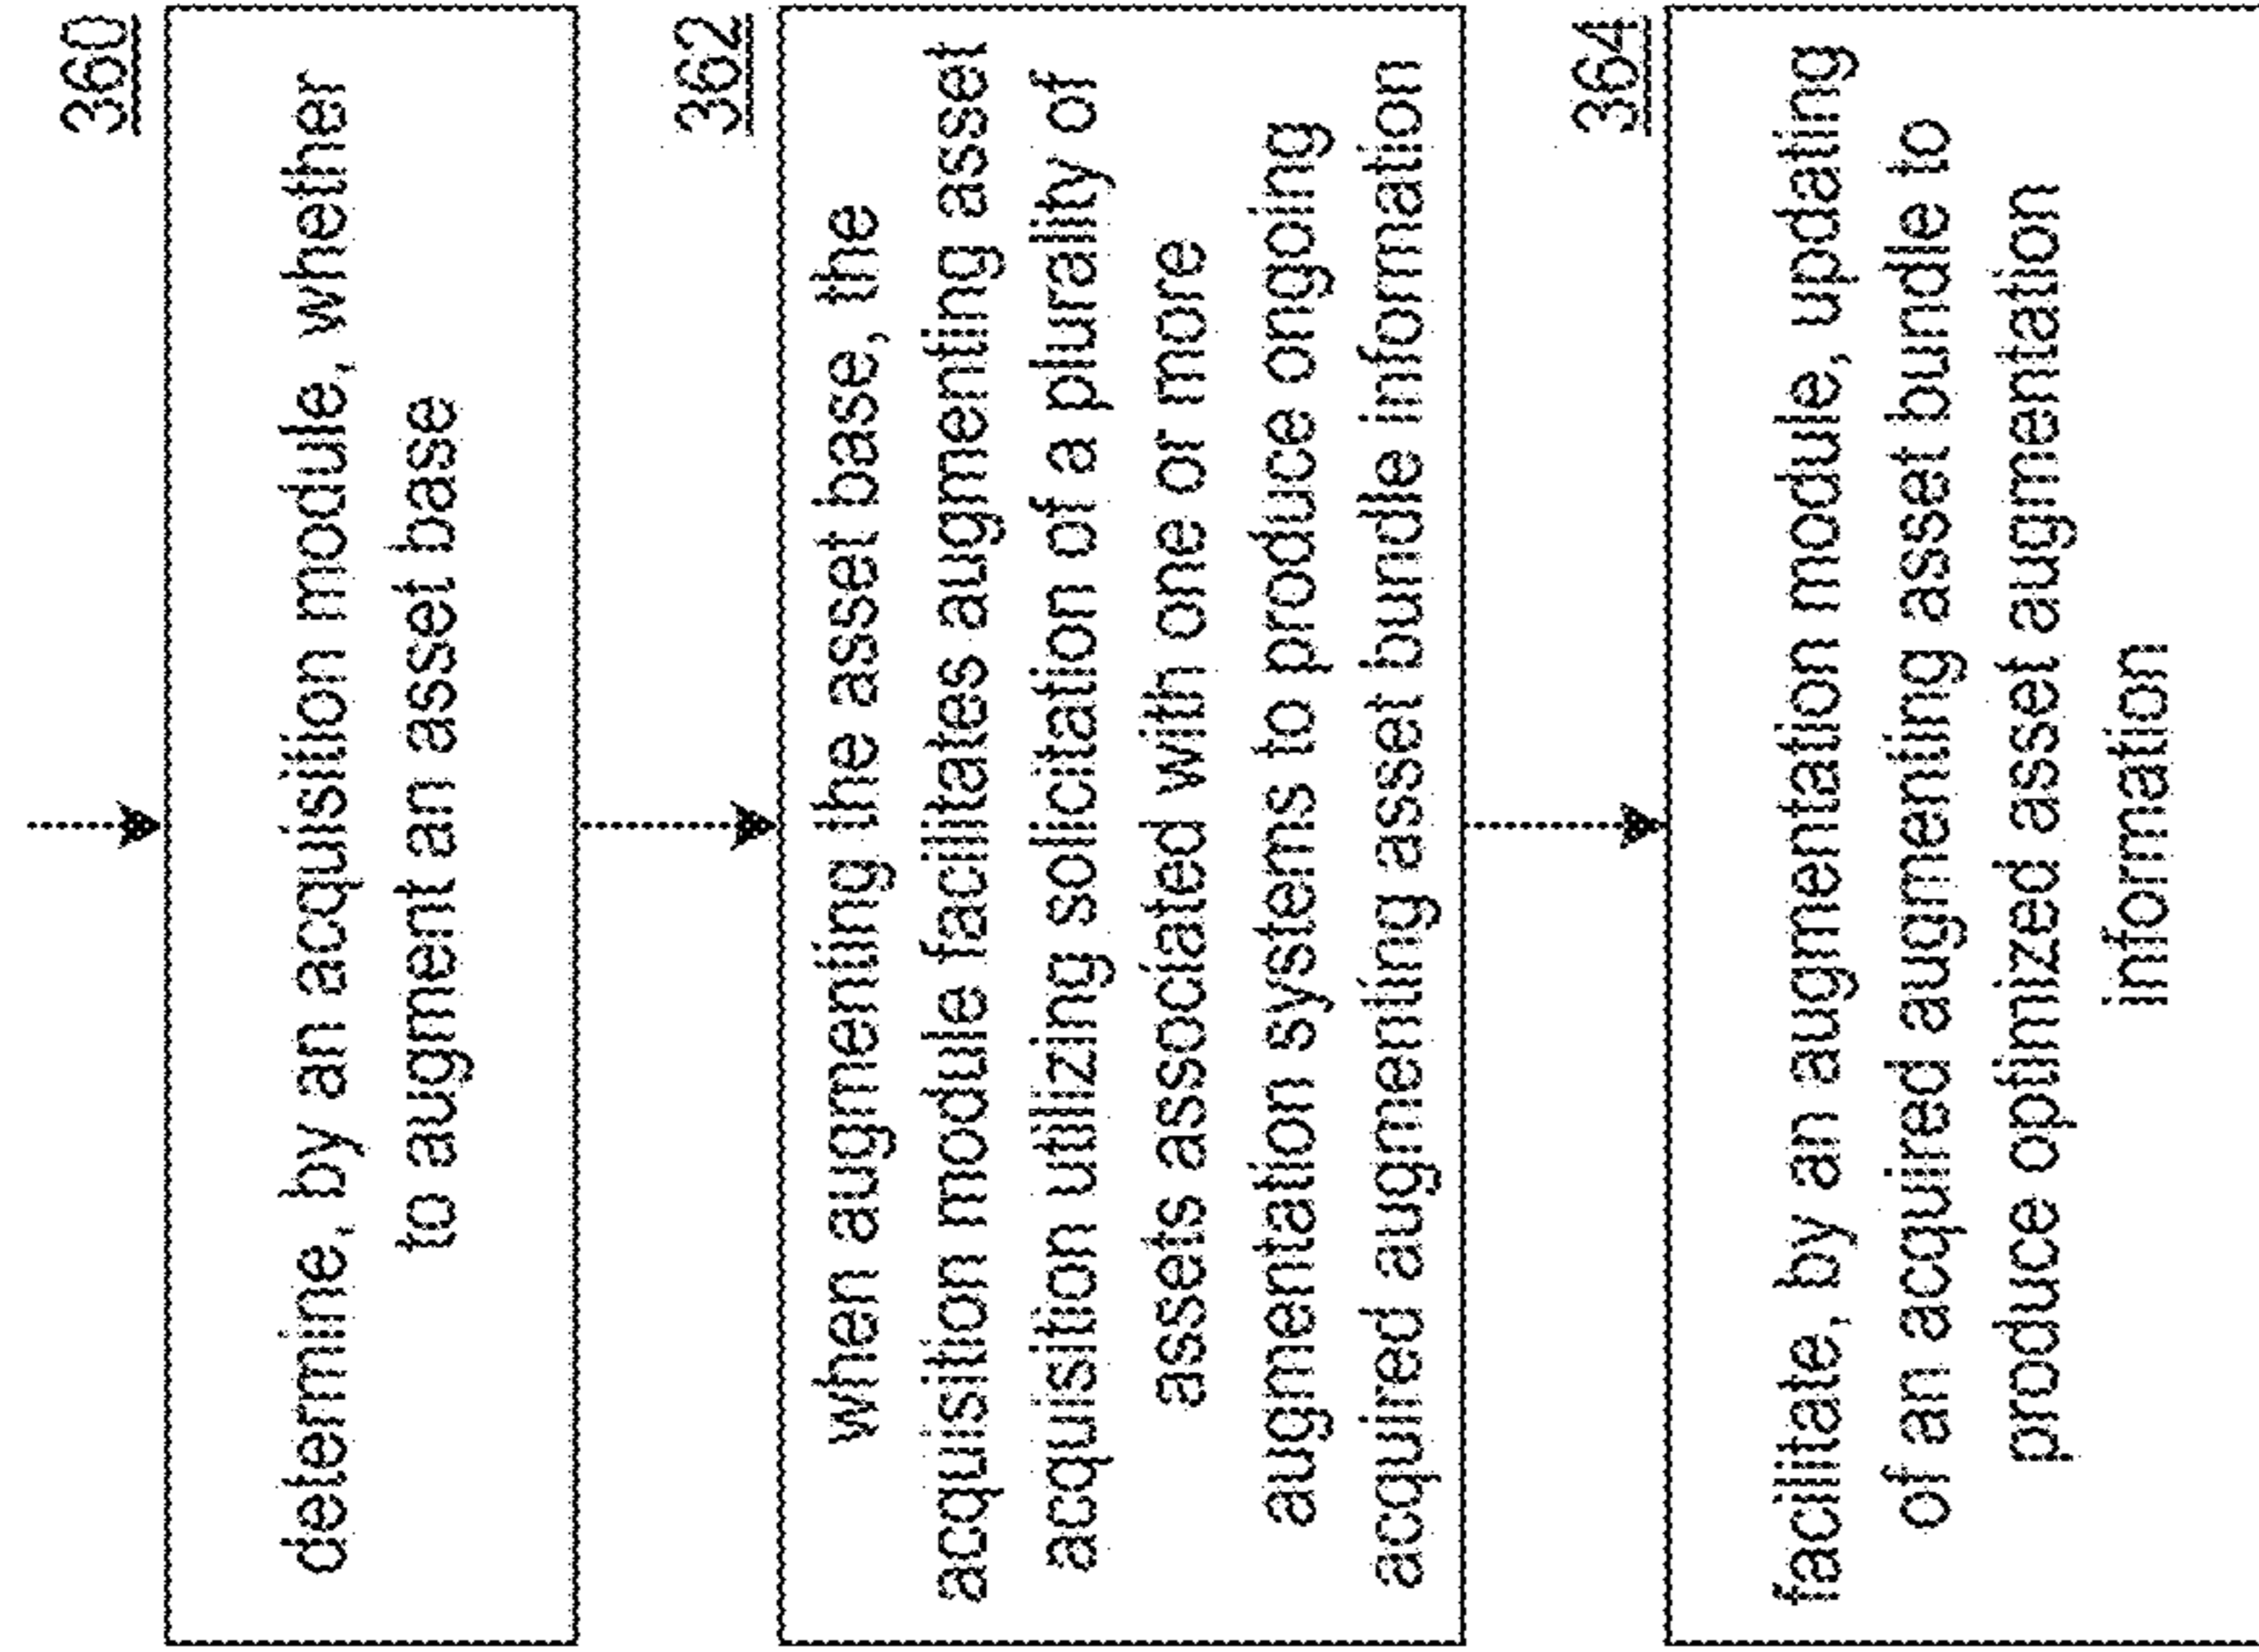 360
determine, by an acquisition module, whether
to augment an asset base
362
when augmenting the asset base, the
acquisition module facilitates augmenting asset
acquisition utilizing solicitation of a plurality of
assets associated with one or more
augmentation systems to produce ongoing
acquired augmenting asset bundle information
364
facilitate, by an augmentation module, updating
of an acquired augmenting asset bundle to
produce optimized asset augmentation
information